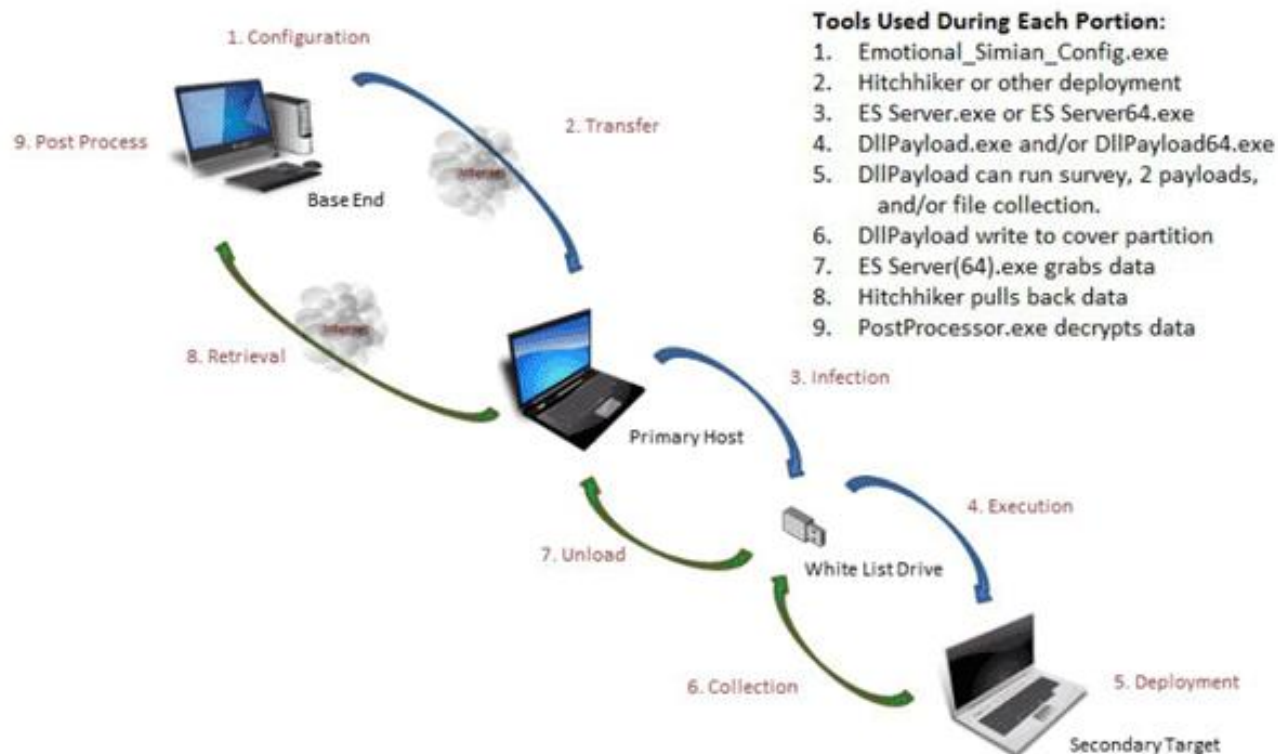 Tools Used During Each Portion:
1. Emotional_Simian_Config.exe
2. Hitchhiker or other deployment
3. ES Server.exe or ES Server64.exe
4. DllPayload.exe and/or DllPayload64.exe
5. DllPayload can run survey, 2 payloads,
and/or file collection.
6. DllPayload write to cover partition
7. ES Server(64).exe grabs data
8. Hitchhiker pulls back data
9. PostProcessor.exe decrypts data
1. Configuration
9. Post Process
Base End
2. Transfer
Internet
8. Retrieval
Internet
Primary Host
3. Infection
7. Unload
White List Drive
4. Execution
6. Collection
5. Deployment
Secondary Target